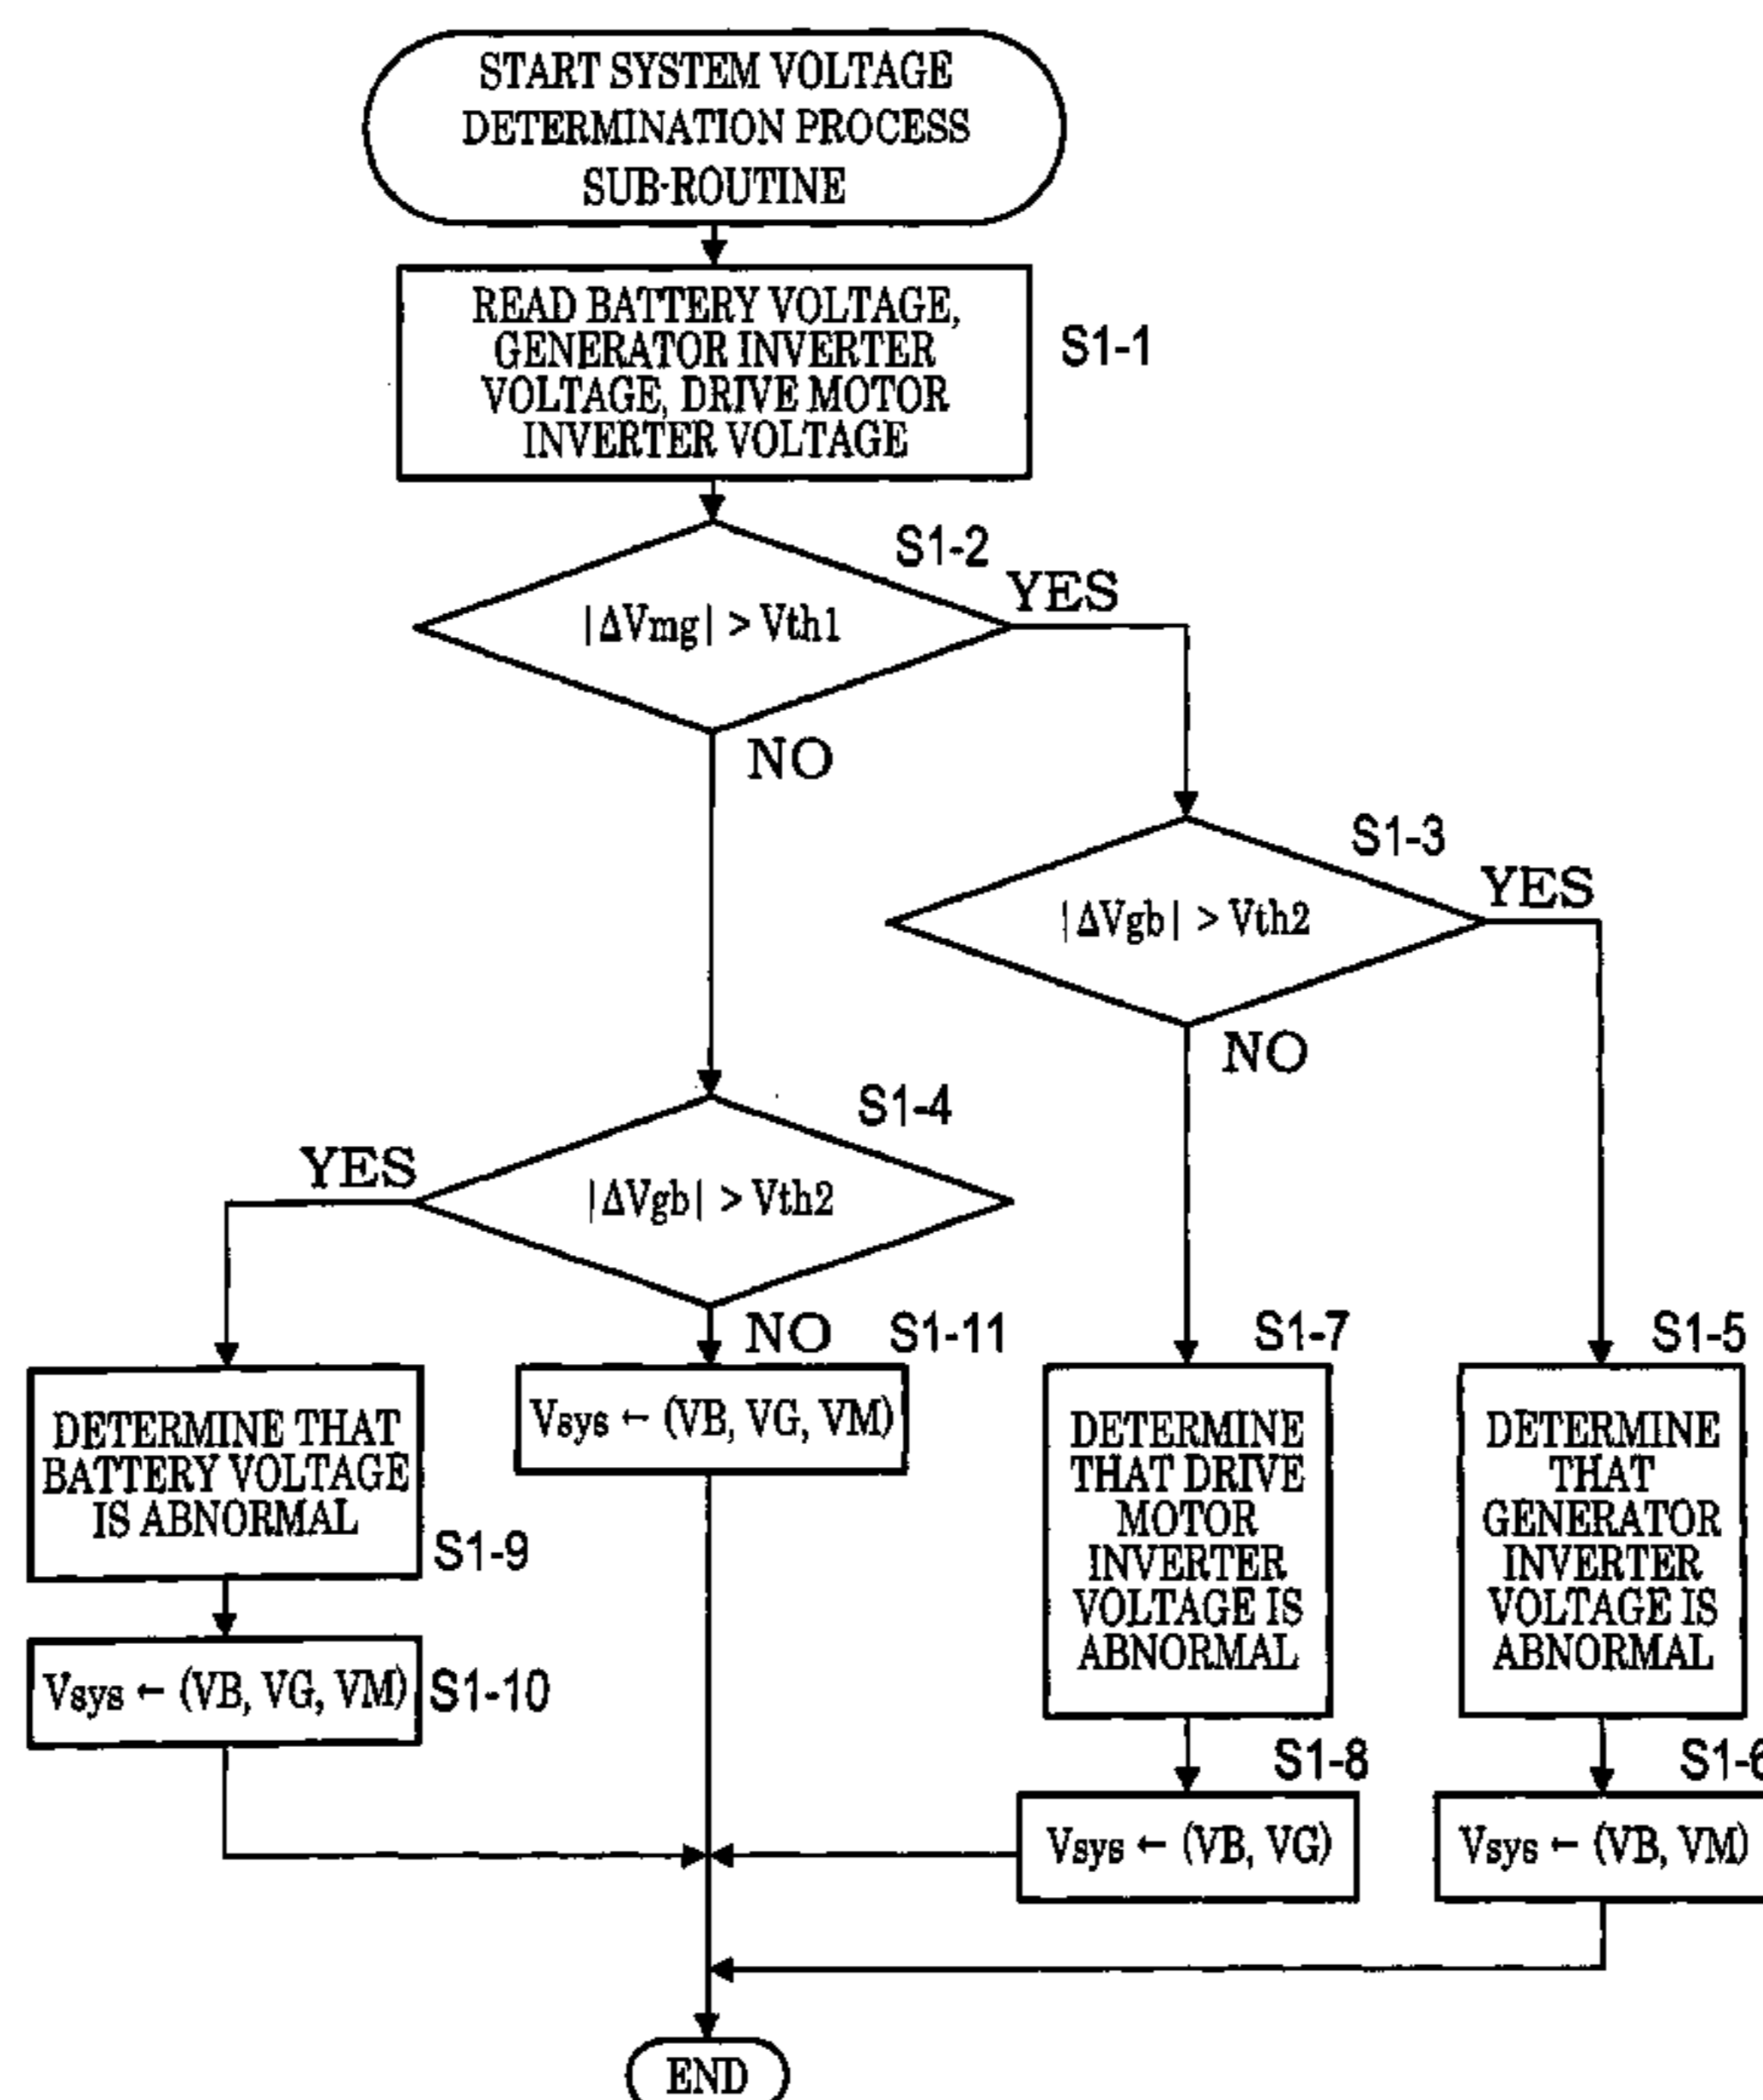 START SYSTEM VOLTAGE
DETERMINATION PROCESS
SUB-ROUTINE
READ BATTERY VOLTAGE,
GENERATOR INVERTER
VOLTAGE, DRIVE MOTOR
INVERTER VOLTAGE
S1-1
S1-2
|ΔVmg| > Vth1
YES
NO
S1-3
|ΔVgb| > Vth2
YES
NO
S1-4
|ΔVgb| > Vth2
YES
NO
S1-11
Vsys ← (VB, VG, VM)
DETERMINE THAT
BATTERY VOLTAGE
IS ABNORMAL
S1-9
Vsys ← (VB, VG, VM)
S1-10
S1-7
DETERMINE
THAT DRIVE
MOTOR
INVERTER
VOLTAGE IS
ABNORMAL
S1-8
Vsys ← (VB, VG)
S1-5
DETERMINE
THAT
GENERATOR
INVERTER
VOLTAGE IS
ABNORMAL
S1-6
Vsys ← (VB, VM)
END